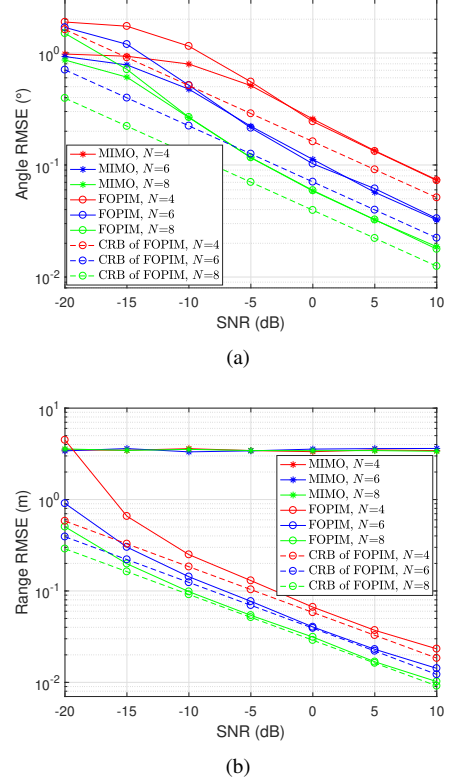 10^0
10^-1
10^-2
Angle RMSE (°)
MIMO, N=4
MIMO, N=6
MIMO, N=8
FOPIM, N=4
FOPIM, N=6
FOPIM, N=8
CRB of FOPIM, N=4
CRB of FOPIM, N=6
CRB of FOPIM, N=8
-20 -15 -10 -5 0 5 10
SNR (dB)
(a)
10^1
10^0
10^-1
10^-2
Range RMSE (m)
MIMO, N=4
MIMO, N=6
MIMO, N=8
FOPIM, N=4
FOPIM, N=6
FOPIM, N=8
CRB of FOPIM, N=4
CRB of FOPIM, N=6
CRB of FOPIM, N=8
-20 -15 -10 -5 0 5 10
SNR (dB)
(b)